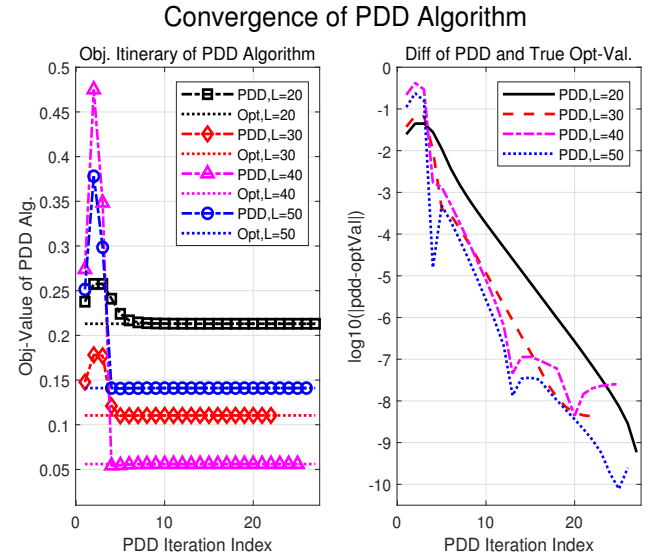 Convergence of PDD Algorithm
Obj. Itinerary of PDD Algorithm
Obj-Value of PDD Alg.
0.5
0.45
0.4
0.35
0.3
0.25
0.2
0.15
0.1
0.05
0
10
20
PDD Iteration Index
PDD,L=20
Opt,L=20
PDD,L=30
Opt,L=30
PDD,L=40
Opt,L=40
PDD,L=50
Opt,L=50
Diff of PDD and True Opt-Val.
log10(|pdd-optVal|)
0
-1
-2
-3
-4
-5
-6
-7
-8
-9
-10
0
10
20
PDD Iteration Index
PDD,L=20
PDD,L=30
PDD,L=40
PDD,L=50